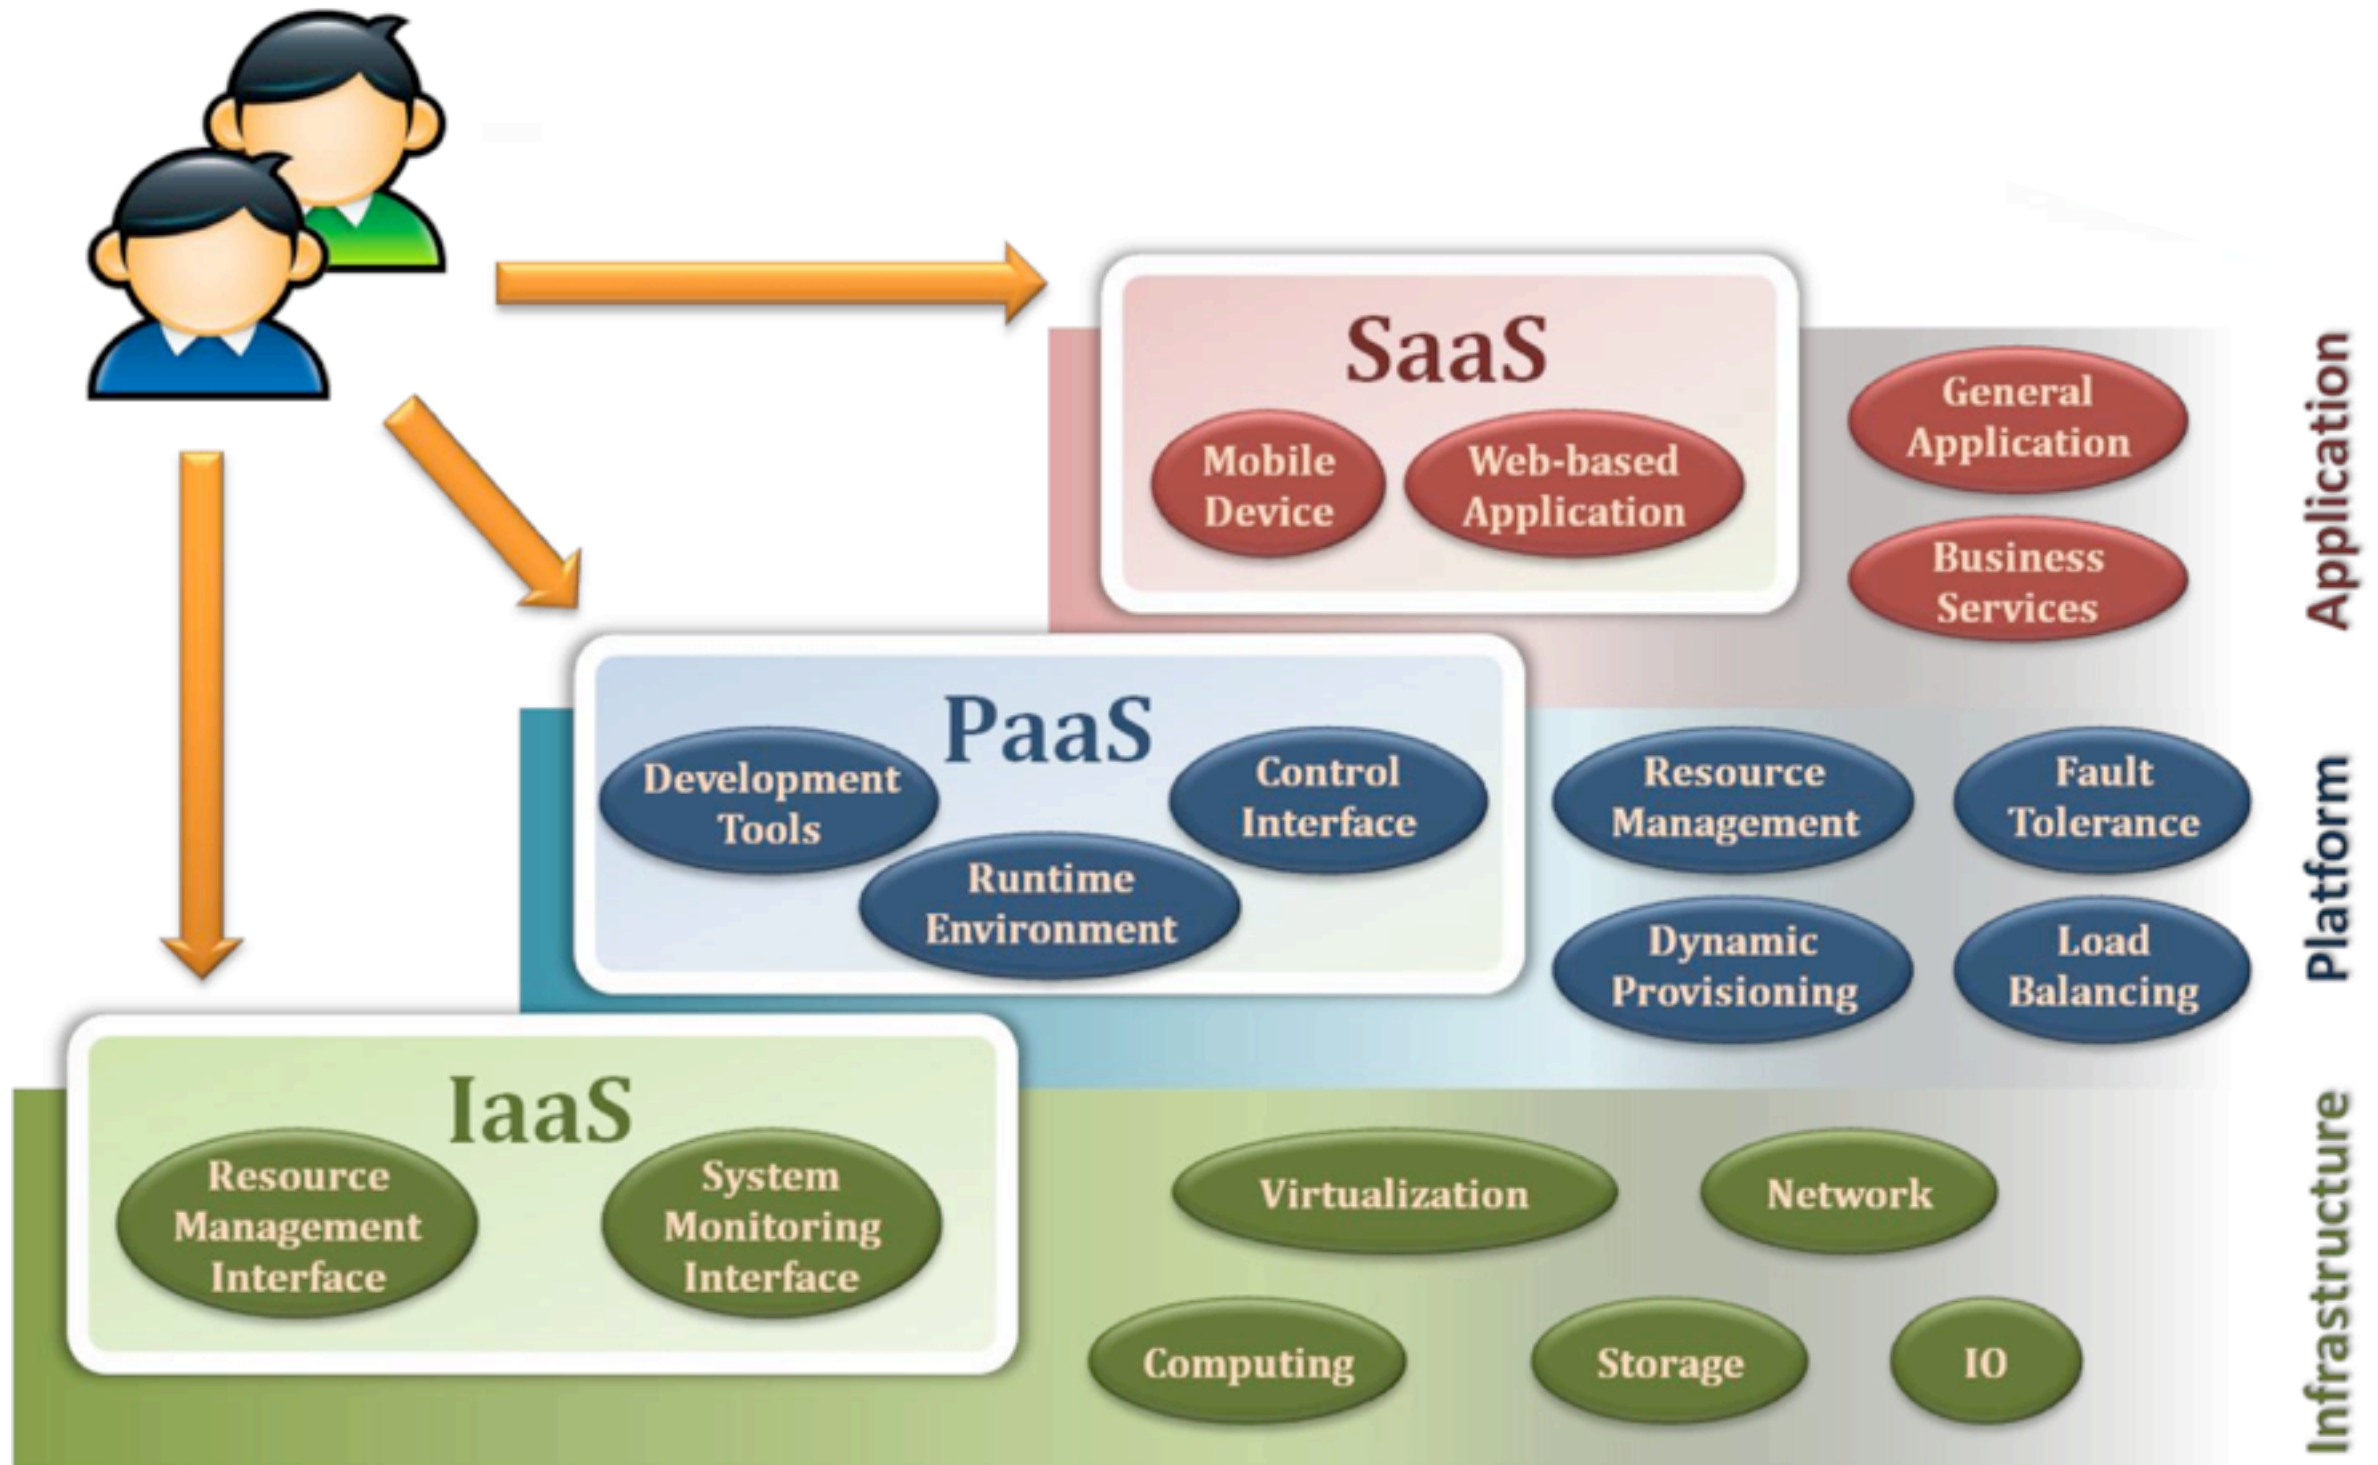 SaaS
Mobile
Device
Web-based
Application
General
Application
Business
Services
Application
PaaS
Development
Tools
Runtime
Environment
Control
Interface
Resource
Management
Fault
Tolerance
Dynamic
Provisioning
Load
Balancing
Platform
IaaS
Resource
Management
Interface
System
Monitoring
Interface
Virtualization
Network
Computing
Storage
IO
Infrastructure